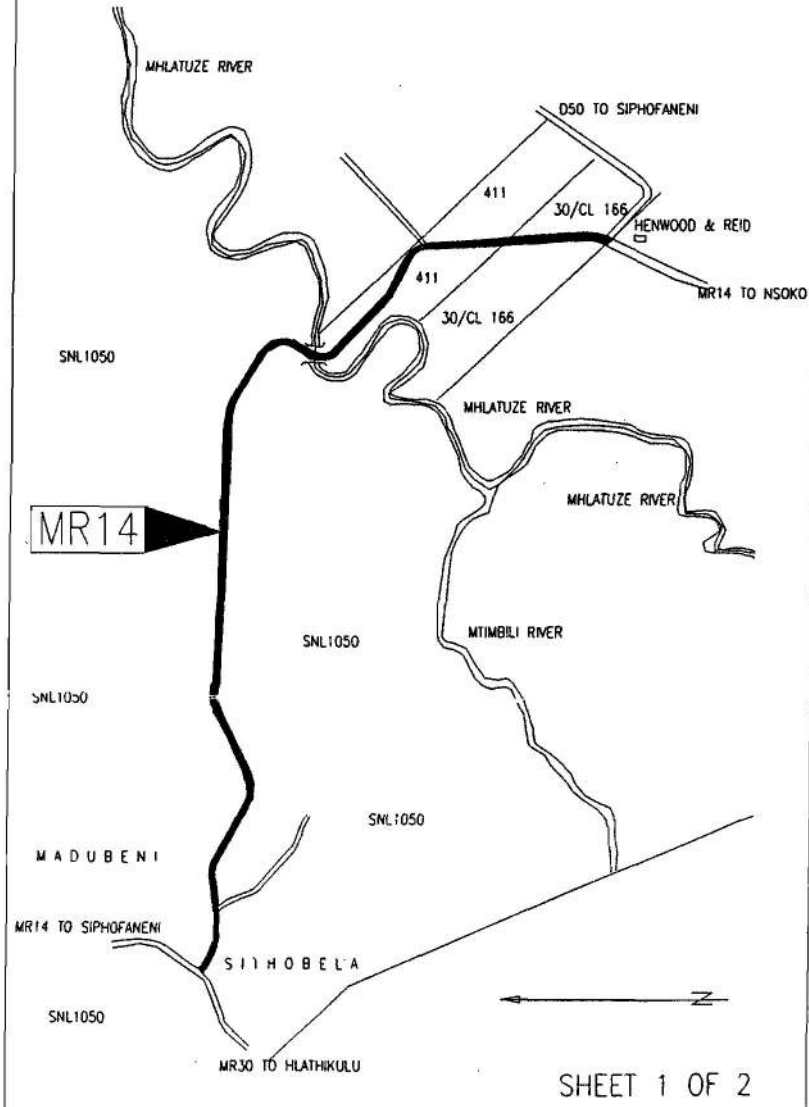 MHLATUZE RIVER
D50 TO SIPHOFANENI
411
30/CL 166
HENWOOD & REID
411
MR14 TO NSOKO
30/CL 166
SNL1050
MHLATUZE RIVER
MHLATUZE RIVER
MR14
SNL1050
MTIMBILI RIVER
SNL1050
SNL1050
MADUBENI
MR14 TO SIPHOFANENI
SITHOBELA
N
SNL1050
MR30 TO HLATHIKULU
SHEET 1 OF 2